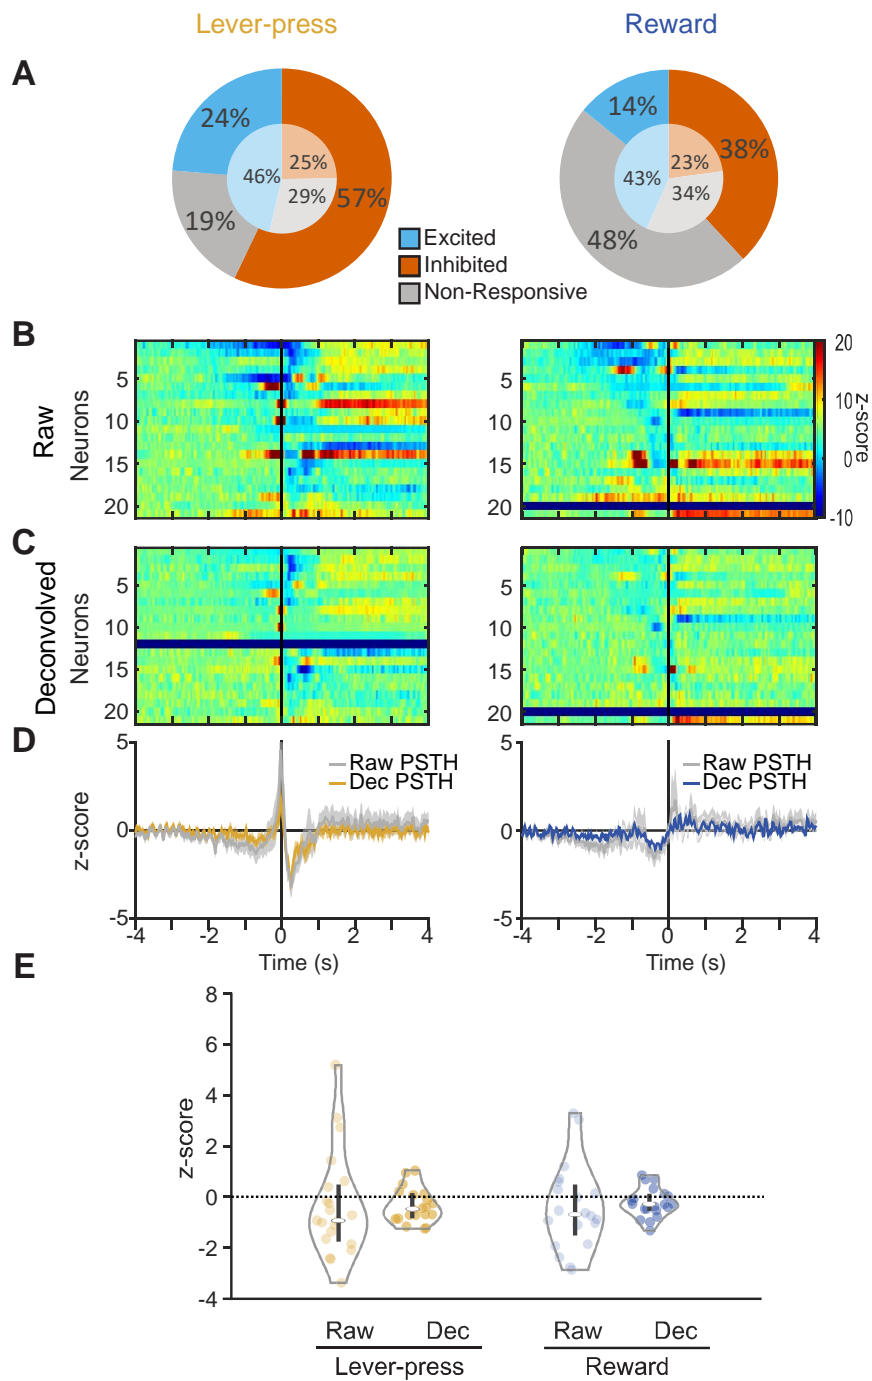 Lever-press
Reward
A
24%
46%
25%
29%
57%
19%
14%
43%
23%
34%
38%
48%
Excited
Inhibited
Non-Responsive
B
Raw
Neurons
5
10
15
20
20
10
0
-10
z-score
5
10
15
20
C
Deconvolved
Neurons
5
10
15
20
5
10
15
20
D
z-score
5
0
-5
-4
-2
0
2
4
Time (s)
Raw PSTH
Dec PSTH
5
0
-5
-4
-2
0
2
4
Time (s)
Raw PSTH
Dec PSTH
E
z-score
8
6
4
2
0
-2
-4
Raw
Dec
Raw
Dec
Lever-press
Reward